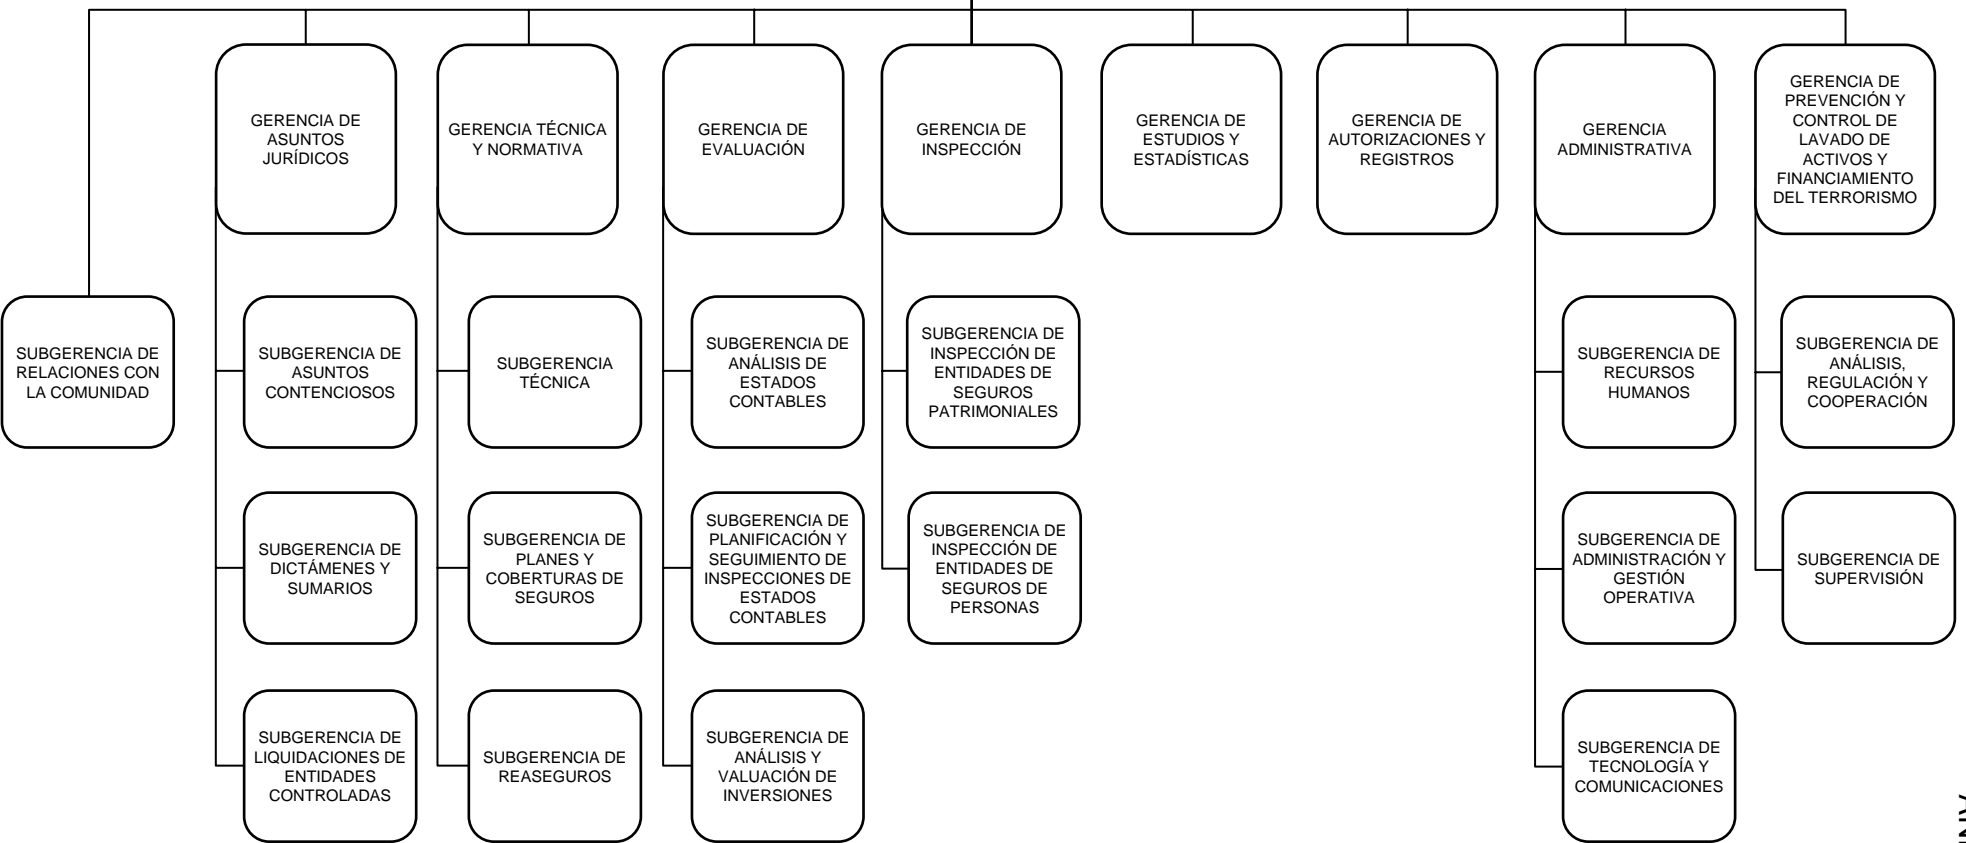 GERENCIA DE
ASUNTOS
JURÍDICOS
GERENCIA TÉCNICA
Y NORMATIVA
GERENCIA DE
EVALUACIÓN
GERENCIA DE
INSPECCIÓN
GERENCIA DE
ESTUDIOS Y
ESTADÍSTICAS
GERENCIA DE
AUTORIZACIONES Y
REGISTROS
GERENCIA
ADMINISTRATIVA
GERENCIA DE
PREVENCIÓN Y
CONTROL DE
LAVADO DE
ACTIVOS Y
FINANCIAMIENTO
DEL TERRORISMO
SUBGERENCIA DE
RELACIONES CON
LA COMUNIDAD
SUBGERENCIA DE
ASUNTOS
CONTENCIOSOS
SUBGERENCIA
TÉCNICA
SUBGERENCIA DE
ANÁLISIS DE
ESTADOS
CONTABLES
SUBGERENCIA DE
INSPECCIÓN DE
ENTIDADES DE
SEGUROS
PATRIMONIALES
SUBGERENCIA DE
RECURSOS
HUMANOS
SUBGERENCIA DE
ANÁLISIS,
REGULACIÓN Y
COOPERACIÓN
SUBGERENCIA DE
DICTÁMENES Y
SUMARIOS
SUBGERENCIA DE
PLANES Y
COBERTURAS DE
SEGUROS
SUBGERENCIA DE
PLANIFICACIÓN Y
SEGUIMIENTO DE
INSPECCIONES DE
ESTADOS
CONTABLES
SUBGERENCIA DE
INSPECCIÓN DE
ENTIDADES DE
SEGUROS DE
PERSONAS
SUBGERENCIA DE
ADMINISTRACIÓN Y
GESTIÓN
OPERATIVA
SUBGERENCIA DE
SUPERVISIÓN
SUBGERENCIA DE
LIQUIDACIONES DE
ENTIDADES
CONTROLADAS
SUBGERENCIA DE
REASEGUROS
SUBGERENCIA DE
ANÁLISIS Y
VALUACIÓN DE
INVERSIONES
SUBGERENCIA DE
TECNOLOGÍA Y
COMUNICACIONES